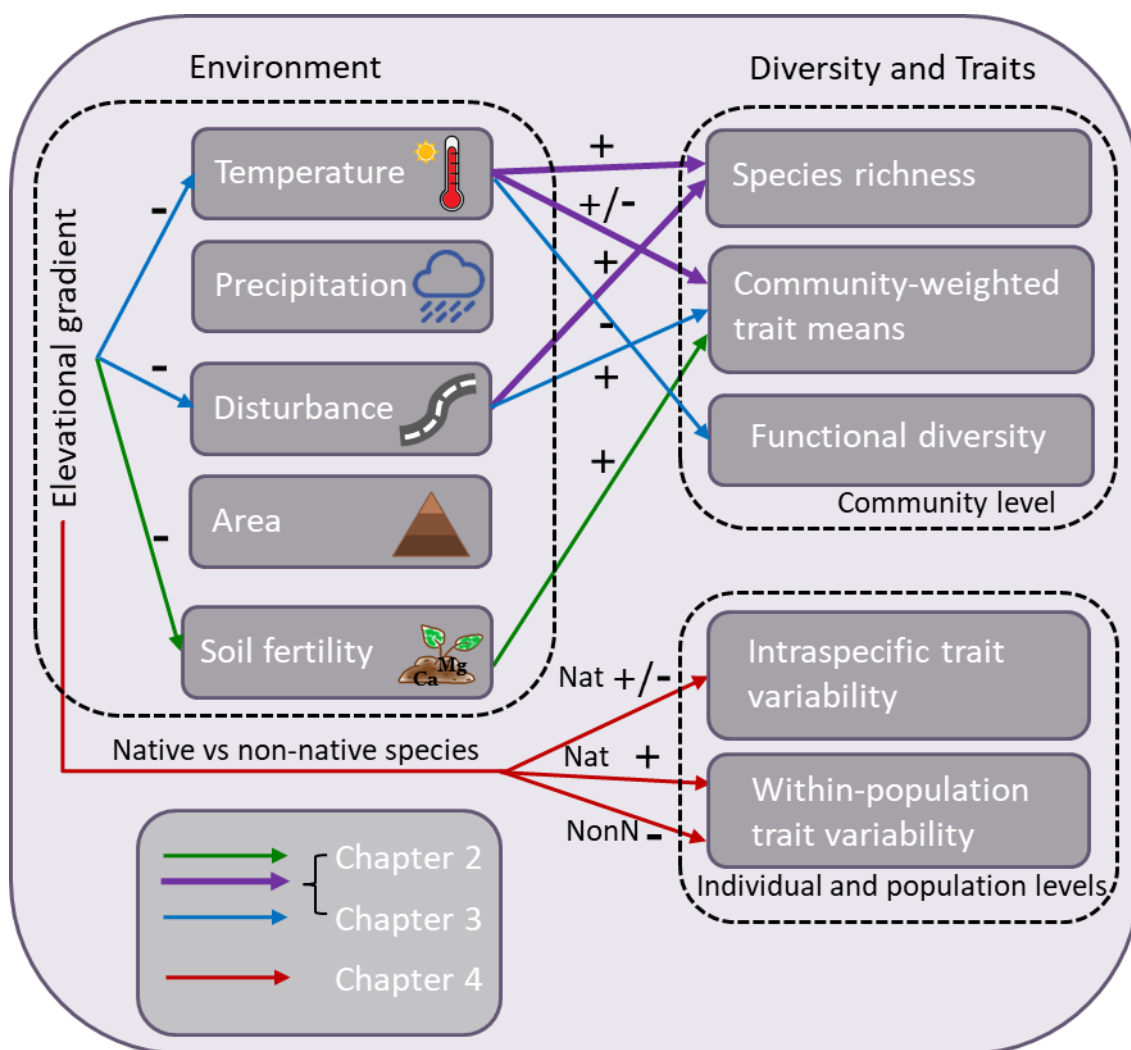 Environment
Diversity and Traits
Elevational gradient
Temperature
Precipitation
Disturbance
Area
Soil fertility
Ca
Mg
-
-
-
+
+/-
+
-
+
+
Species richness
Community-weighted
trait means
Functional diversity
Community level
Native vs non-native species
Nat +/-
Nat +
NonN -
Intraspecific trait
variability
Within-population
trait variability
Individual and population levels
Chapter 2
Chapter 3
Chapter 4